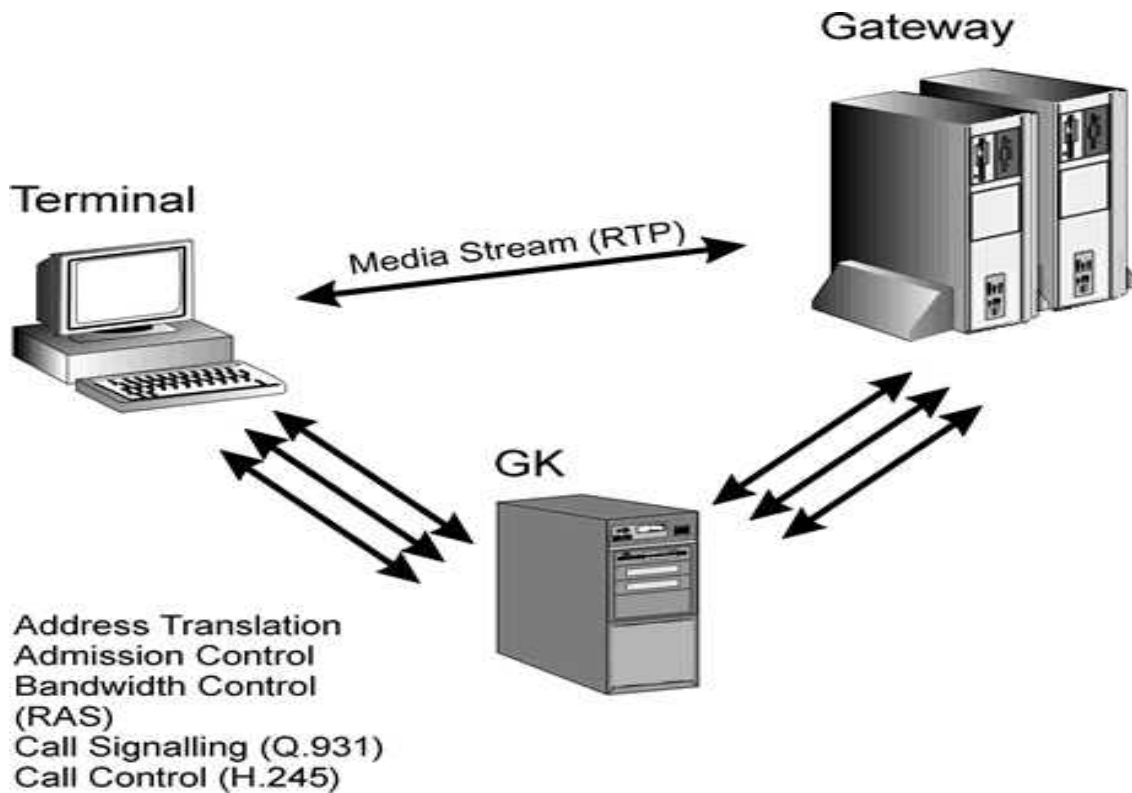 Gateway
Terminal
Media Stream (RTP)
GK
Address Translation
Admission Control
Bandwidth Control
(RAS)
Call Signalling (Q.931)
Call Control (H.245)